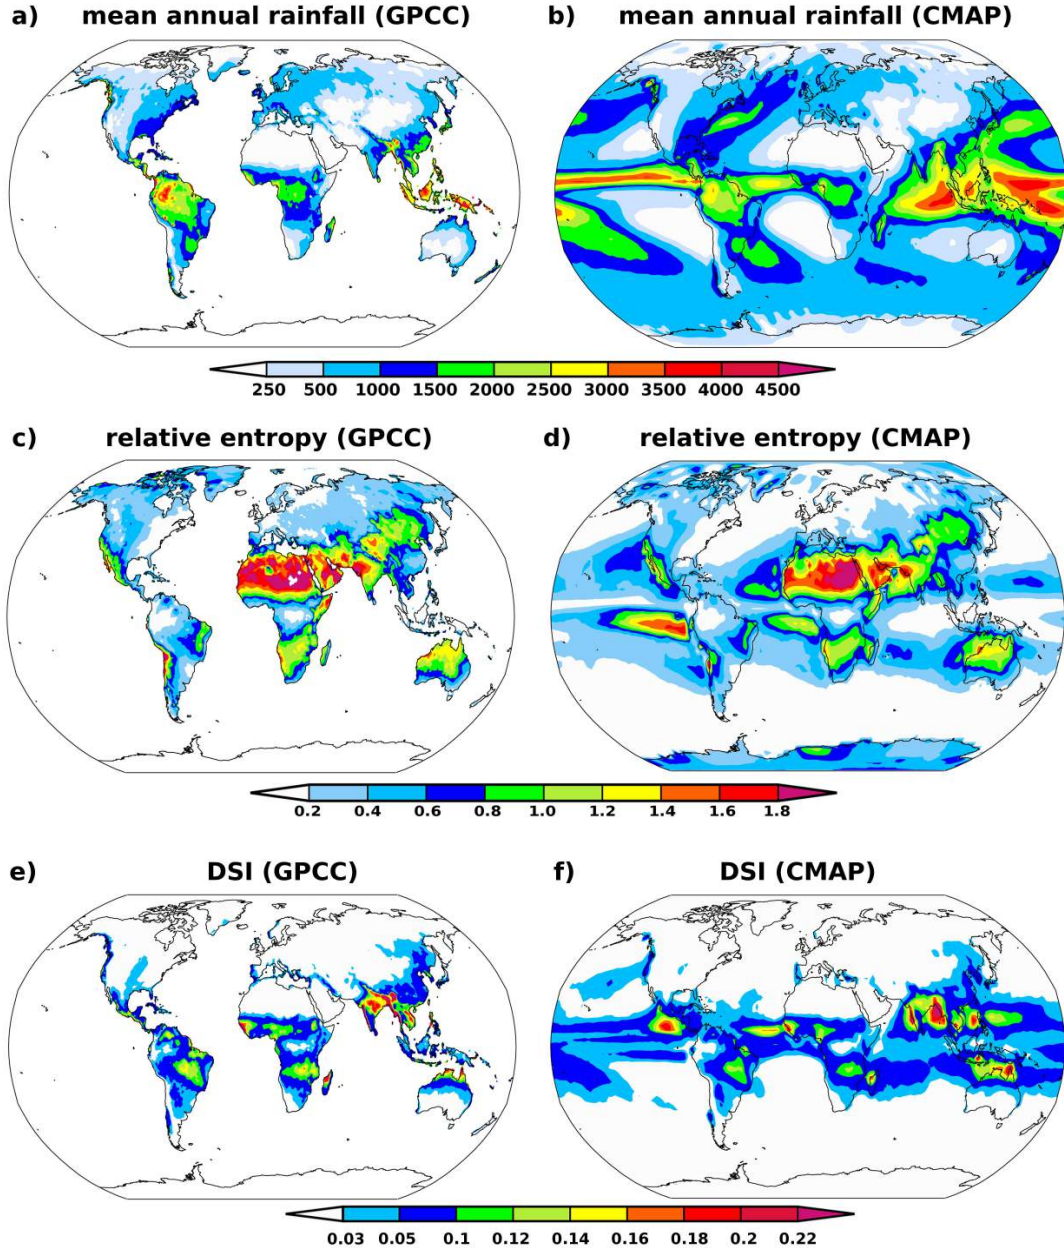 a) mean annual rainfall (GPCC)
b) mean annual rainfall (CMAP)
250 500 1000 1500 2000 2500 3000 3500 4000 4500
c) relative entropy (GPCC)
d) relative entropy (CMAP)
0.2 0.4 0.6 0.8 1.0 1.2 1.4 1.6 1.8
e) DSI (GPCC)
f) DSI (CMAP)
0.03 0.05 0.1 0.12 0.14 0.16 0.18 0.2 0.22